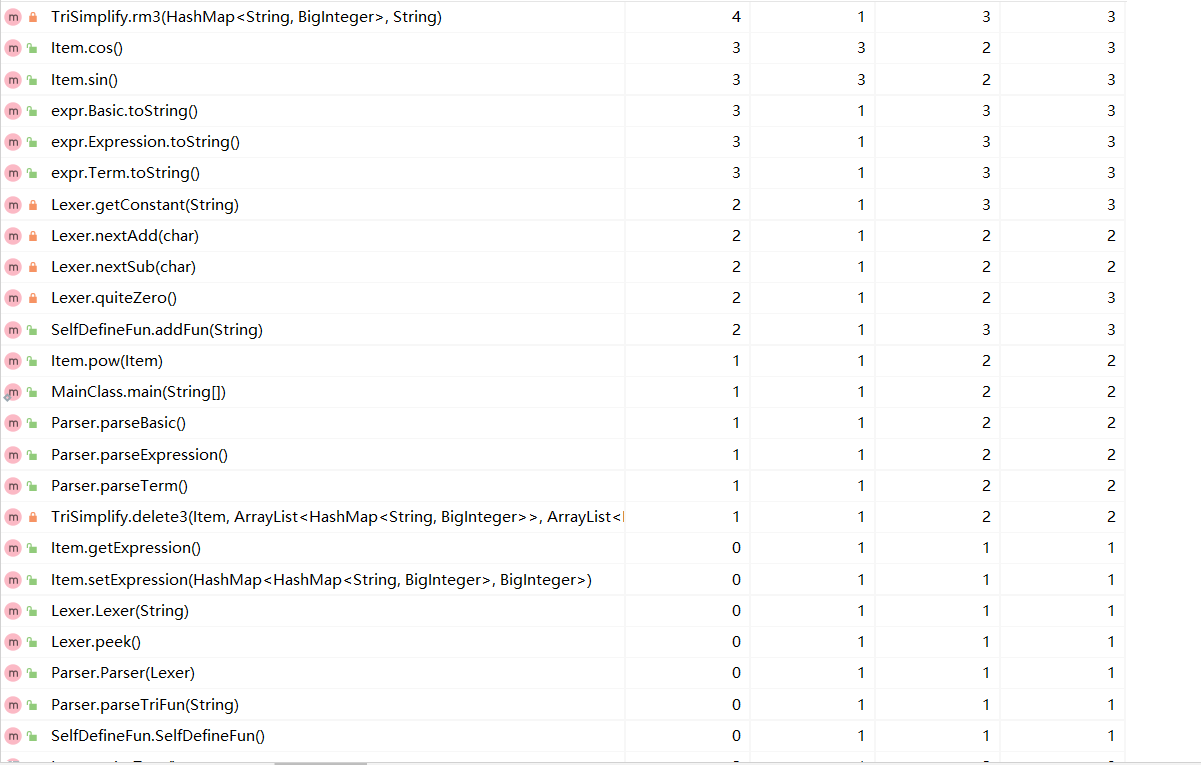 m TriSimplify.rm3(HashMap<String, BigInteger>, String) 4 1 3 3
m Item.cos() 3 3 2 3
m Item.sin() 3 3 2 3
m expr.Basic.toString() 3 1 3 3
m expr.Expression.toString() 3 1 3 3
m expr.Term.toString() 3 1 3 3
m Lexer.getConstant(String) 2 1 3 3
m Lexer.nextAdd(char) 2 1 2 2
m Lexer.nextSub(char) 2 1 2 2
m Lexer.quiteZero() 2 1 2 3
m SelfDefineFun.addFun(String) 2 1 3 3
m Item.pow(Item) 1 1 2 2
m MainClass.main(String[]) 1 1 2 2
m Parser.parseBasic() 1 1 2 2
m Parser.parseExpression() 1 1 2 2
m Parser.parseTerm() 1 1 2 2
m TriSimplify.delete3(Item, ArrayList<HashMap<String, BigInteger>>, ArrayList< 1 1 2 2
m Item.getExpression() 0 1 1 1
m Item.setExpression(HashMap<HashMap<String, BigInteger>, BigInteger>) 0 1 1 1
m Lexer.Lexer(String) 0 1 1 1
m Lexer.peek() 0 1 1 1
m Parser.Parser(Lexer) 0 1 1 1
m Parser.parseTriFun(String) 0 1 1 1
m SelfDefineFun.SelfDefineFun() 0 1 1 1